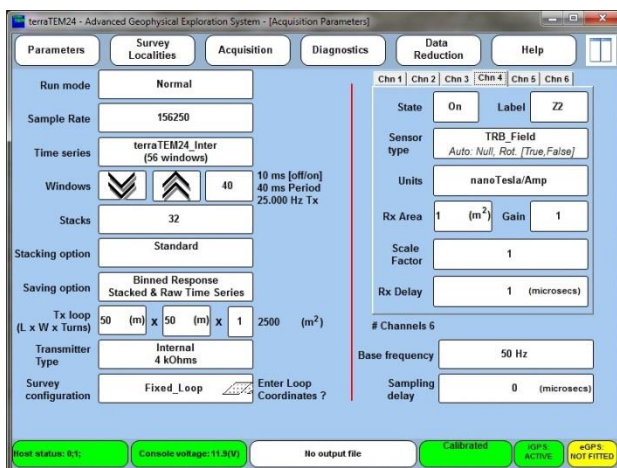 terraTEM24 - Advanced Geophysical Exploration System - [Acquisition Parameters]
Parameters
Survey Localities
Acquisition
Diagnostics
Data Reduction
Help
Run mode
Normal
Sample Rate
156250
Time series
terraTEM24_Inter
(56 windows)
Windows
40
10 ms [off/on]
40 ms Period
25.000 Hz Tx
Stacks
32
Stacking option
Standard
Saving option
Binned Response
Stacked & Raw Time Series
Tx loop
(L x W x Turns)
50 (m) x 50 (m) x 1 2500 (m²)
Transmitter
Type
Internal
4 kOhms
Survey
configuration
Fixed_Loop
Enter Loop
Coordinates ?
Chn 1 Chn 2 Chn 3 Chn 4 Chn 5 Chn 6
State
On
Label
Z2
Sensor
type
TRB_Field
Auto: Null, Rot. [True,False]
Units
nanoTesla/Amp
Rx Area
1 (m²)
Gain
1
Scale
Factor
1
Rx Delay
1 (microsecs)
# Channels 6
Base frequency
50 Hz
Sampling
delay
0 (microsecs)
Host status: 0;1;
Console voltage: 11.9(V)
No output file
Calibrated
iGPS:
ACTIVE
eGPS:
NOT FITTED